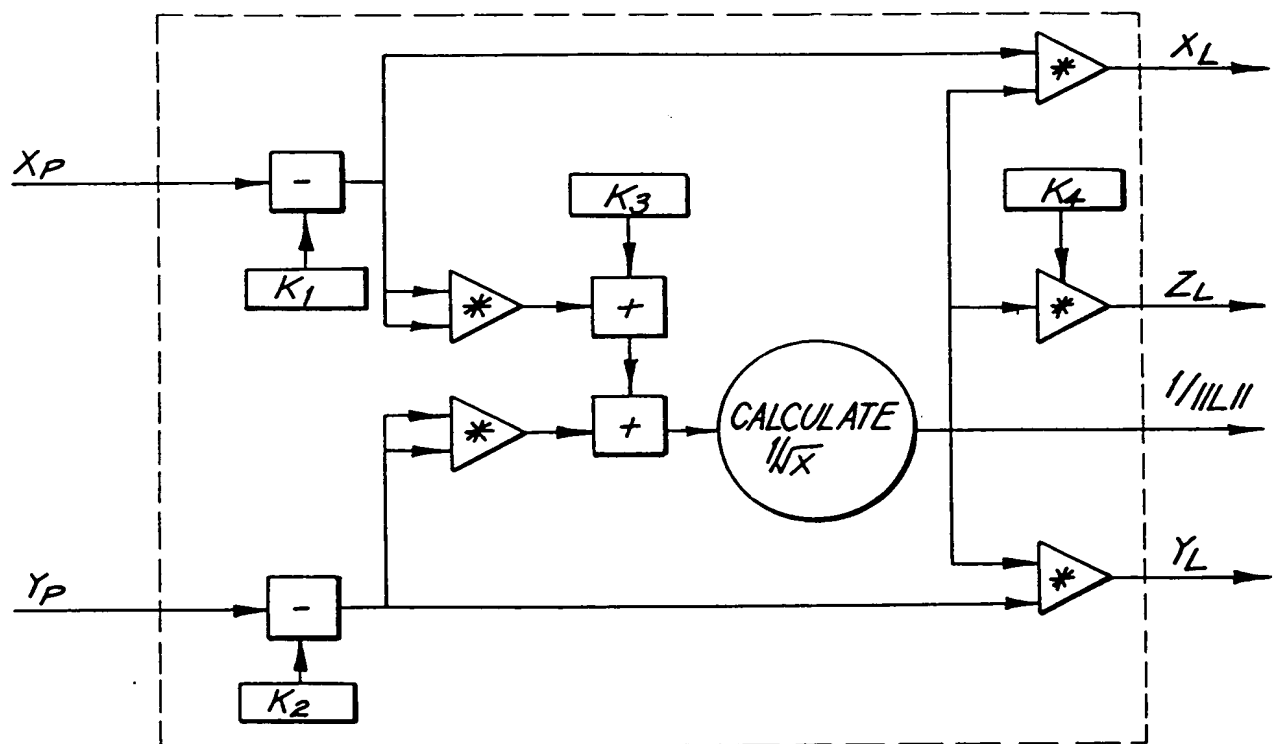 X_L
X_P
-
K_3
K_4
K_1
*
+
*
Z_L
1/||L||
*
+
CALCULATE
1/√X
Y_P
-
*
Y_L
K_2
*